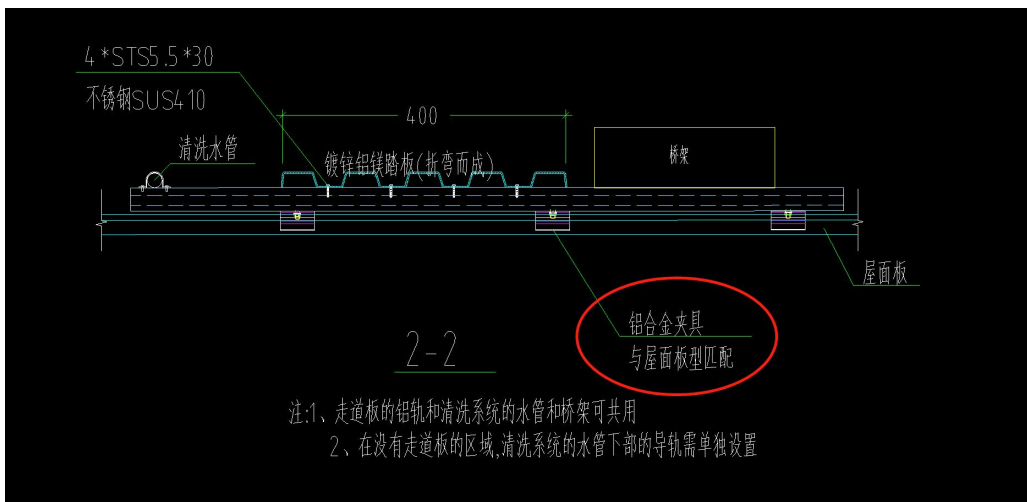 4*STS5.5*30
不锈钢SUS410
400
清洗水管
镀锌铝镁踏板(折弯而成)
桥架
屋面板
铝合金夹具
与屋面板型匹配
2-2
注:1、走道板的铝轨和清洗系统的水管和桥架可共用
2、在没有走道板的区域,清洗系统的水管下部的导轨需单独设置